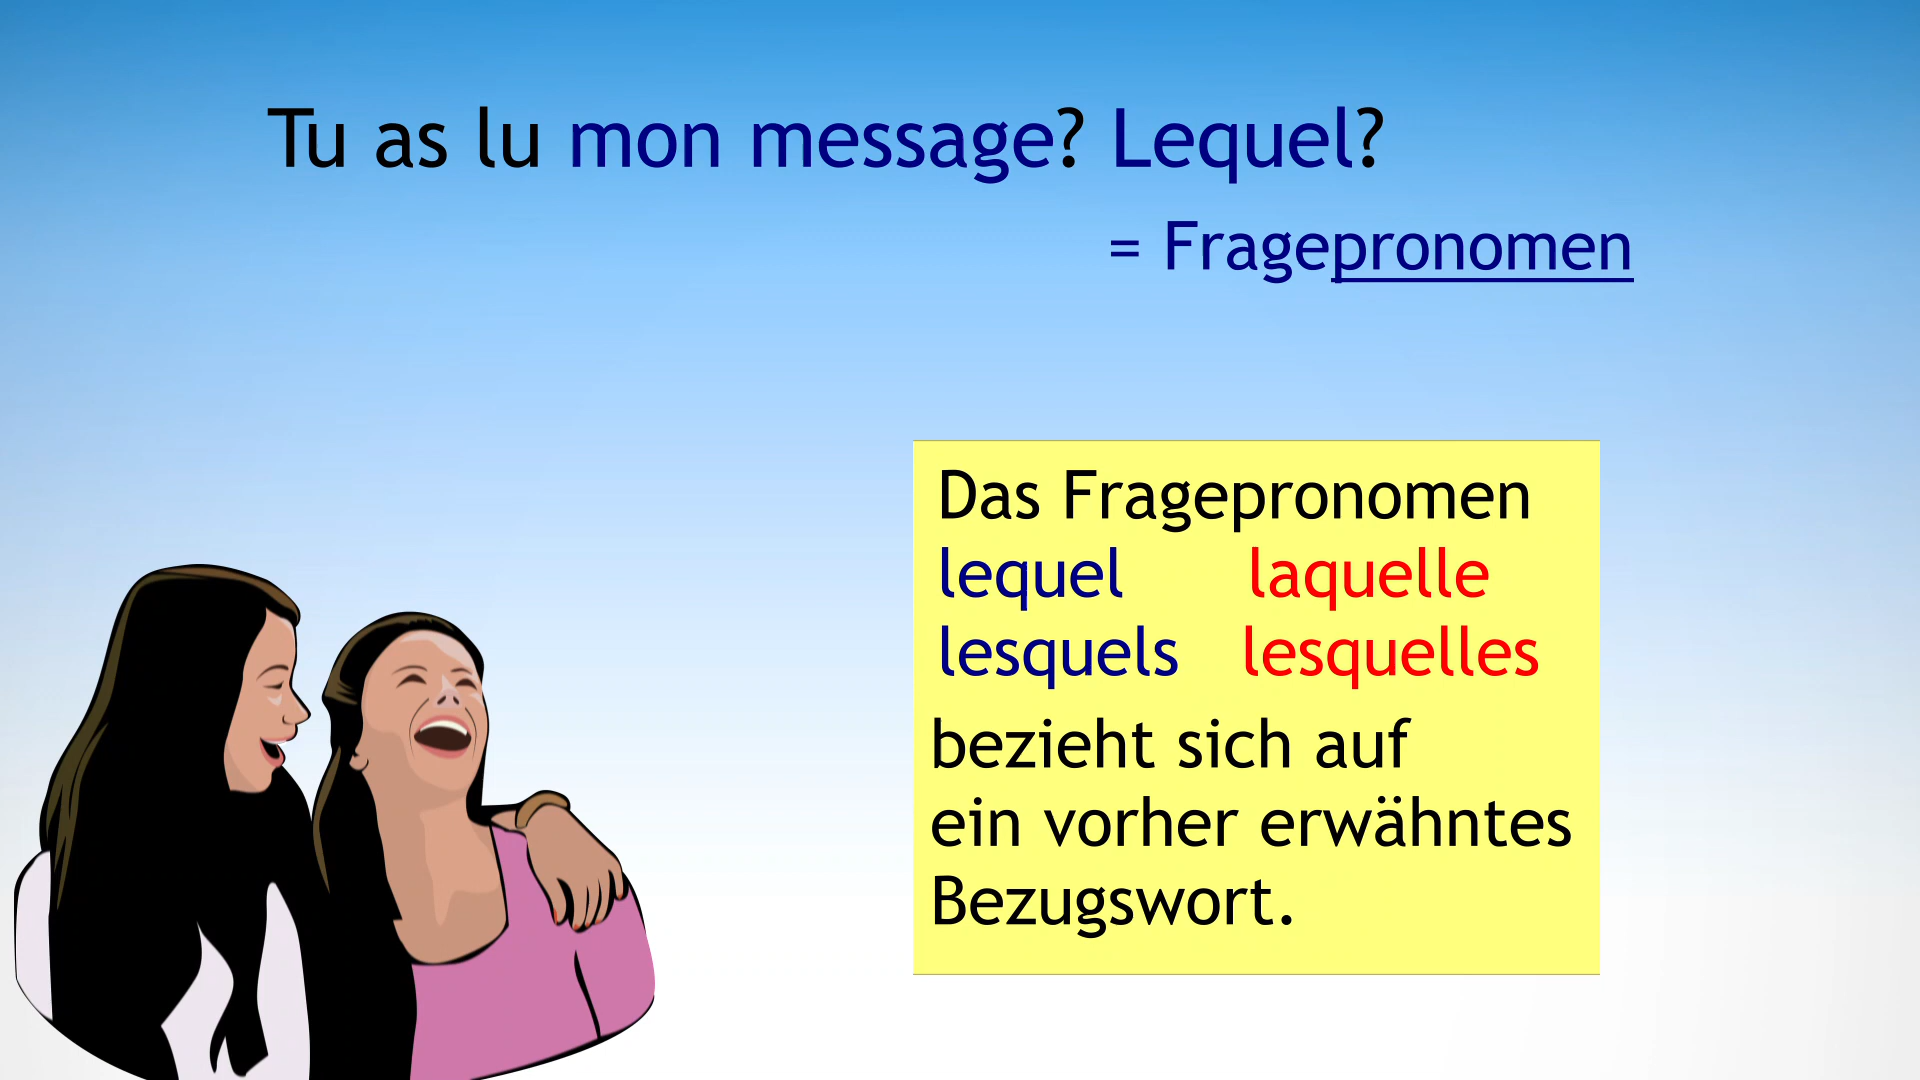 Tu as lu mon message? Lequel?
= Fragepronomen
Das Fragepronomen
lequel laquelle
lesquels lesquelles
bezieht sich auf
ein vorher erwähntes
Bezugswort.